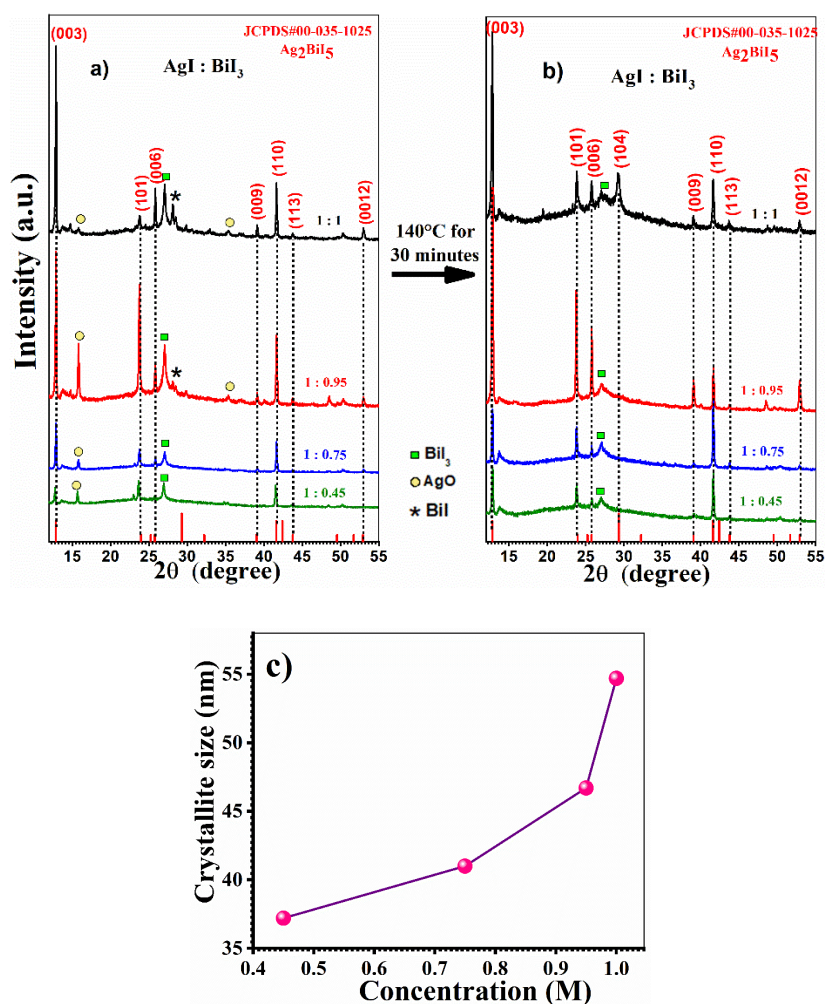 (003)
JCPDS#00-035-1025
Ag2BiI5
a)
AgI : BiI3
(101)
(006)
(110)
(009)
(113)
(0012)
1 : 1
1 : 0.95
1 : 0.75
1 : 0.45
Intensity (a.u.)
15 20 25 30 35 40 45 50 55
2θ (degree)
140°C for
30 minutes
BiI3
AgO
* BiI
(003)
JCPDS#00-035-1025
Ag2BiI5
b)
AgI : BiI3
(101)
(006)
(104)
(110)
(009)
(113)
(0012)
1 : 1
1 : 0.95
1 : 0.75
1 : 0.45
15 20 25 30 35 40 45 50 55
2θ (degree)
c)
Crystallite size (nm)
55
50
45
40
35
0.4 0.5 0.6 0.7 0.8 0.9 1.0
Concentration (M)